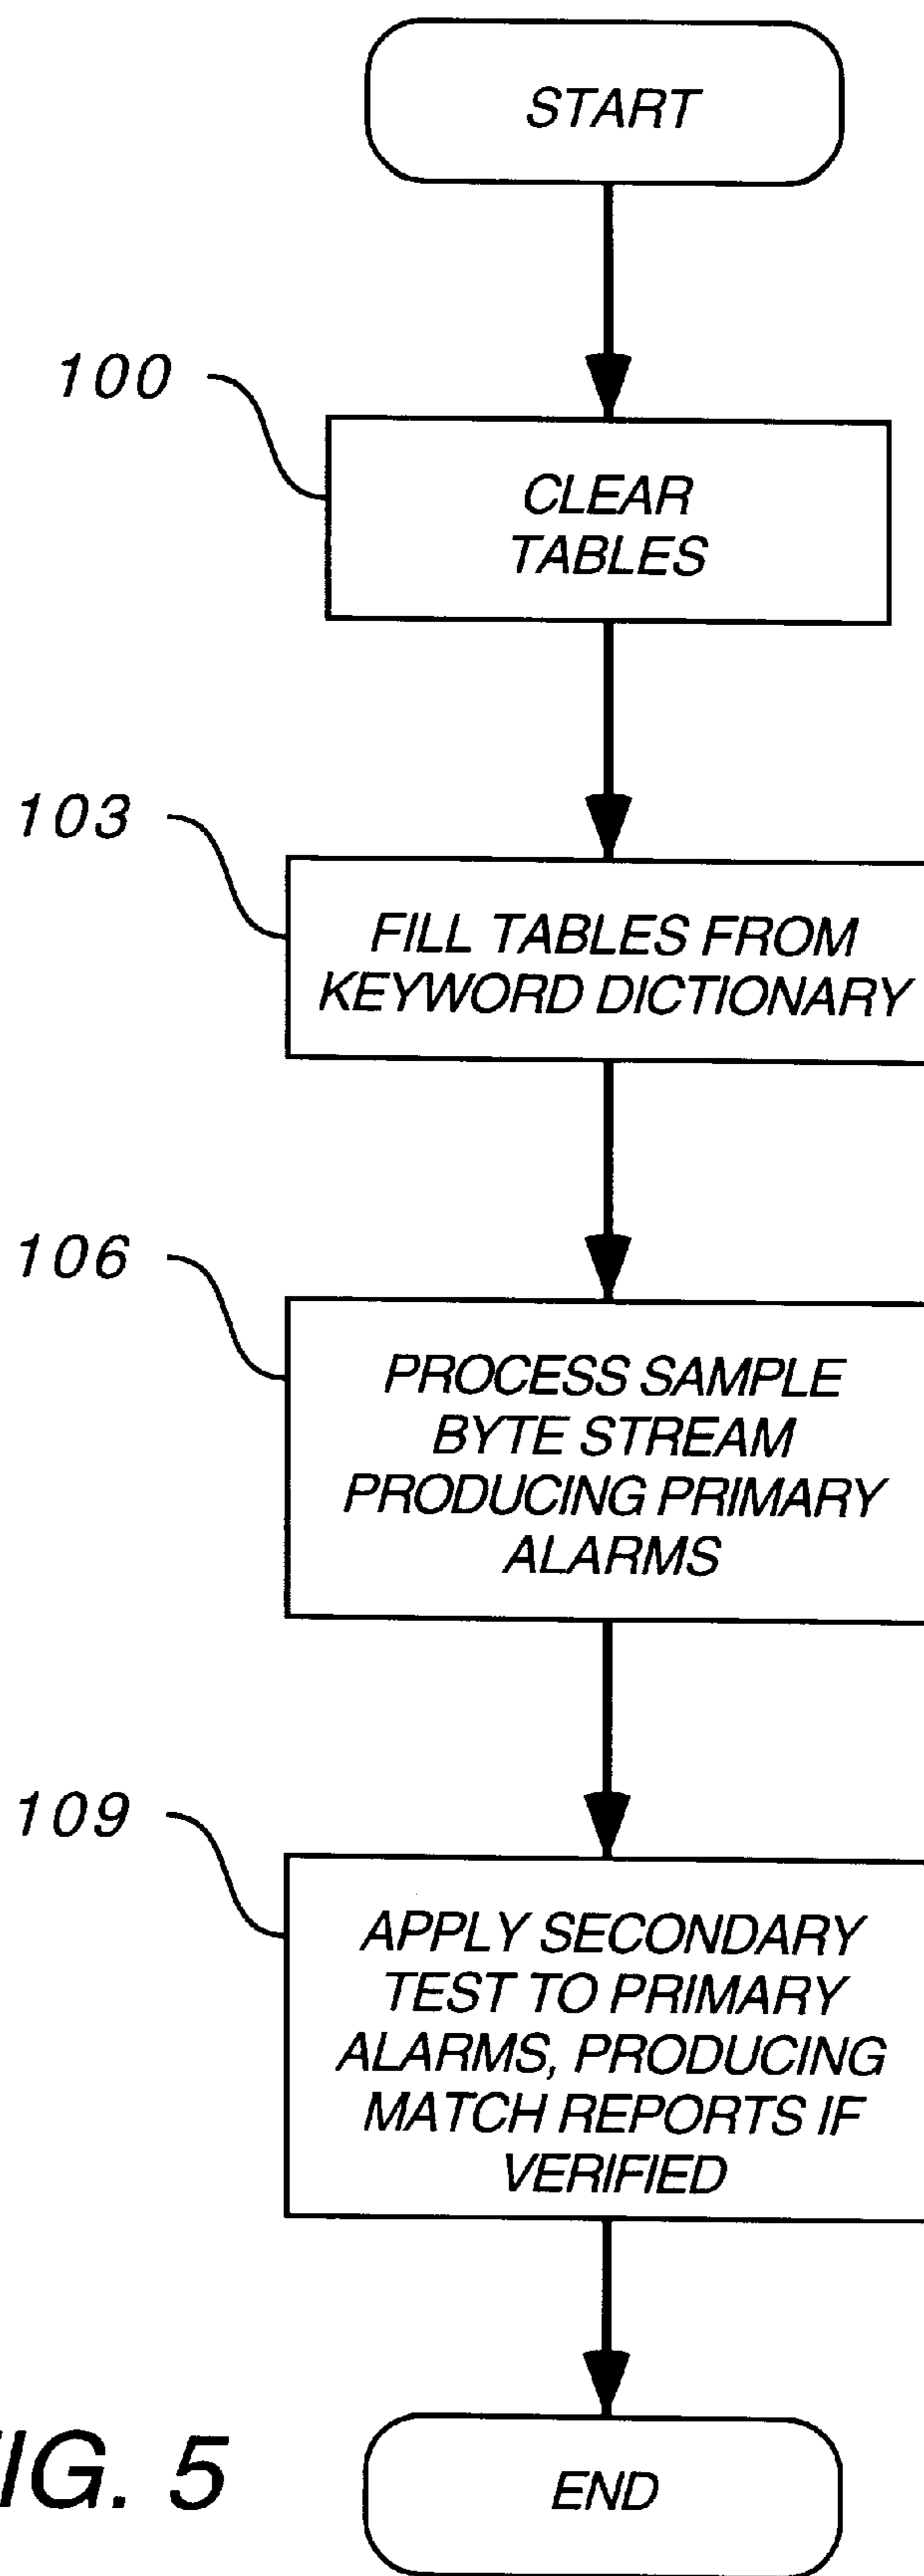 START
100
CLEAR
TABLES
103
FILL TABLES FROM
KEYWORD DICTIONARY
106
PROCESS SAMPLE
BYTE STREAM
PRODUCING PRIMARY
ALARMS
109
APPLY SECONDARY
TEST TO PRIMARY
ALARMS, PRODUCING
MATCH REPORTS IF
VERIFIED
FIG. 5
END